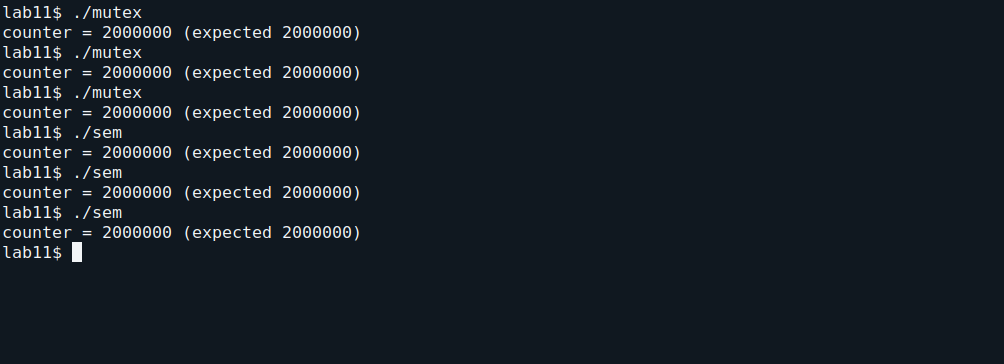 lab11$ ./mutex
counter = 2000000 (expected 2000000)
lab11$ ./mutex
counter = 2000000 (expected 2000000)
lab11$ ./mutex
counter = 2000000 (expected 2000000)
lab11$ ./sem
counter = 2000000 (expected 2000000)
lab11$ ./sem
counter = 2000000 (expected 2000000)
lab11$ ./sem
counter = 2000000 (expected 2000000)
lab11$